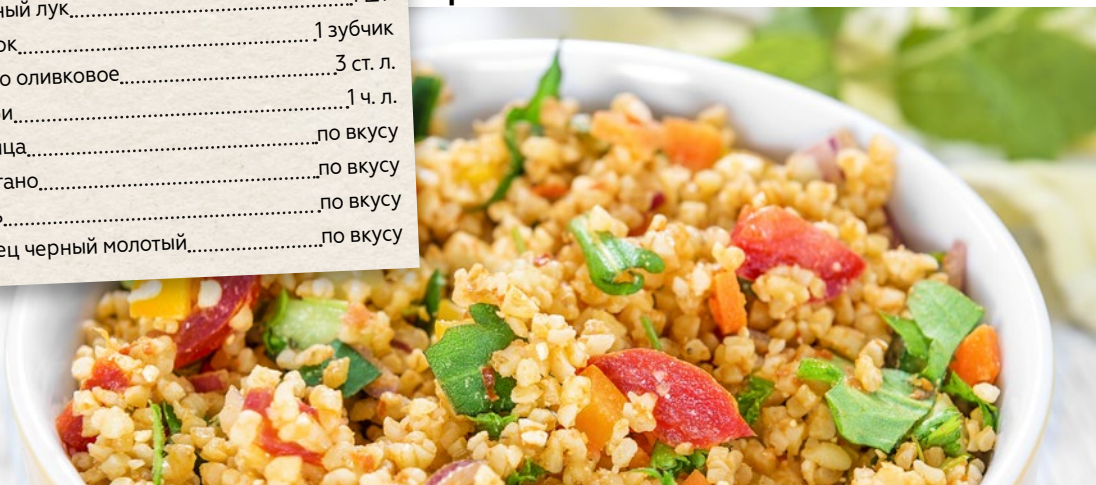 ный лук
ок 1 зубчик
о оливковое 3 ст. л.
и 1 ч. л.
ца по вкусу
гано по вкусу
по вкусу
ец черный молотый по вкусу